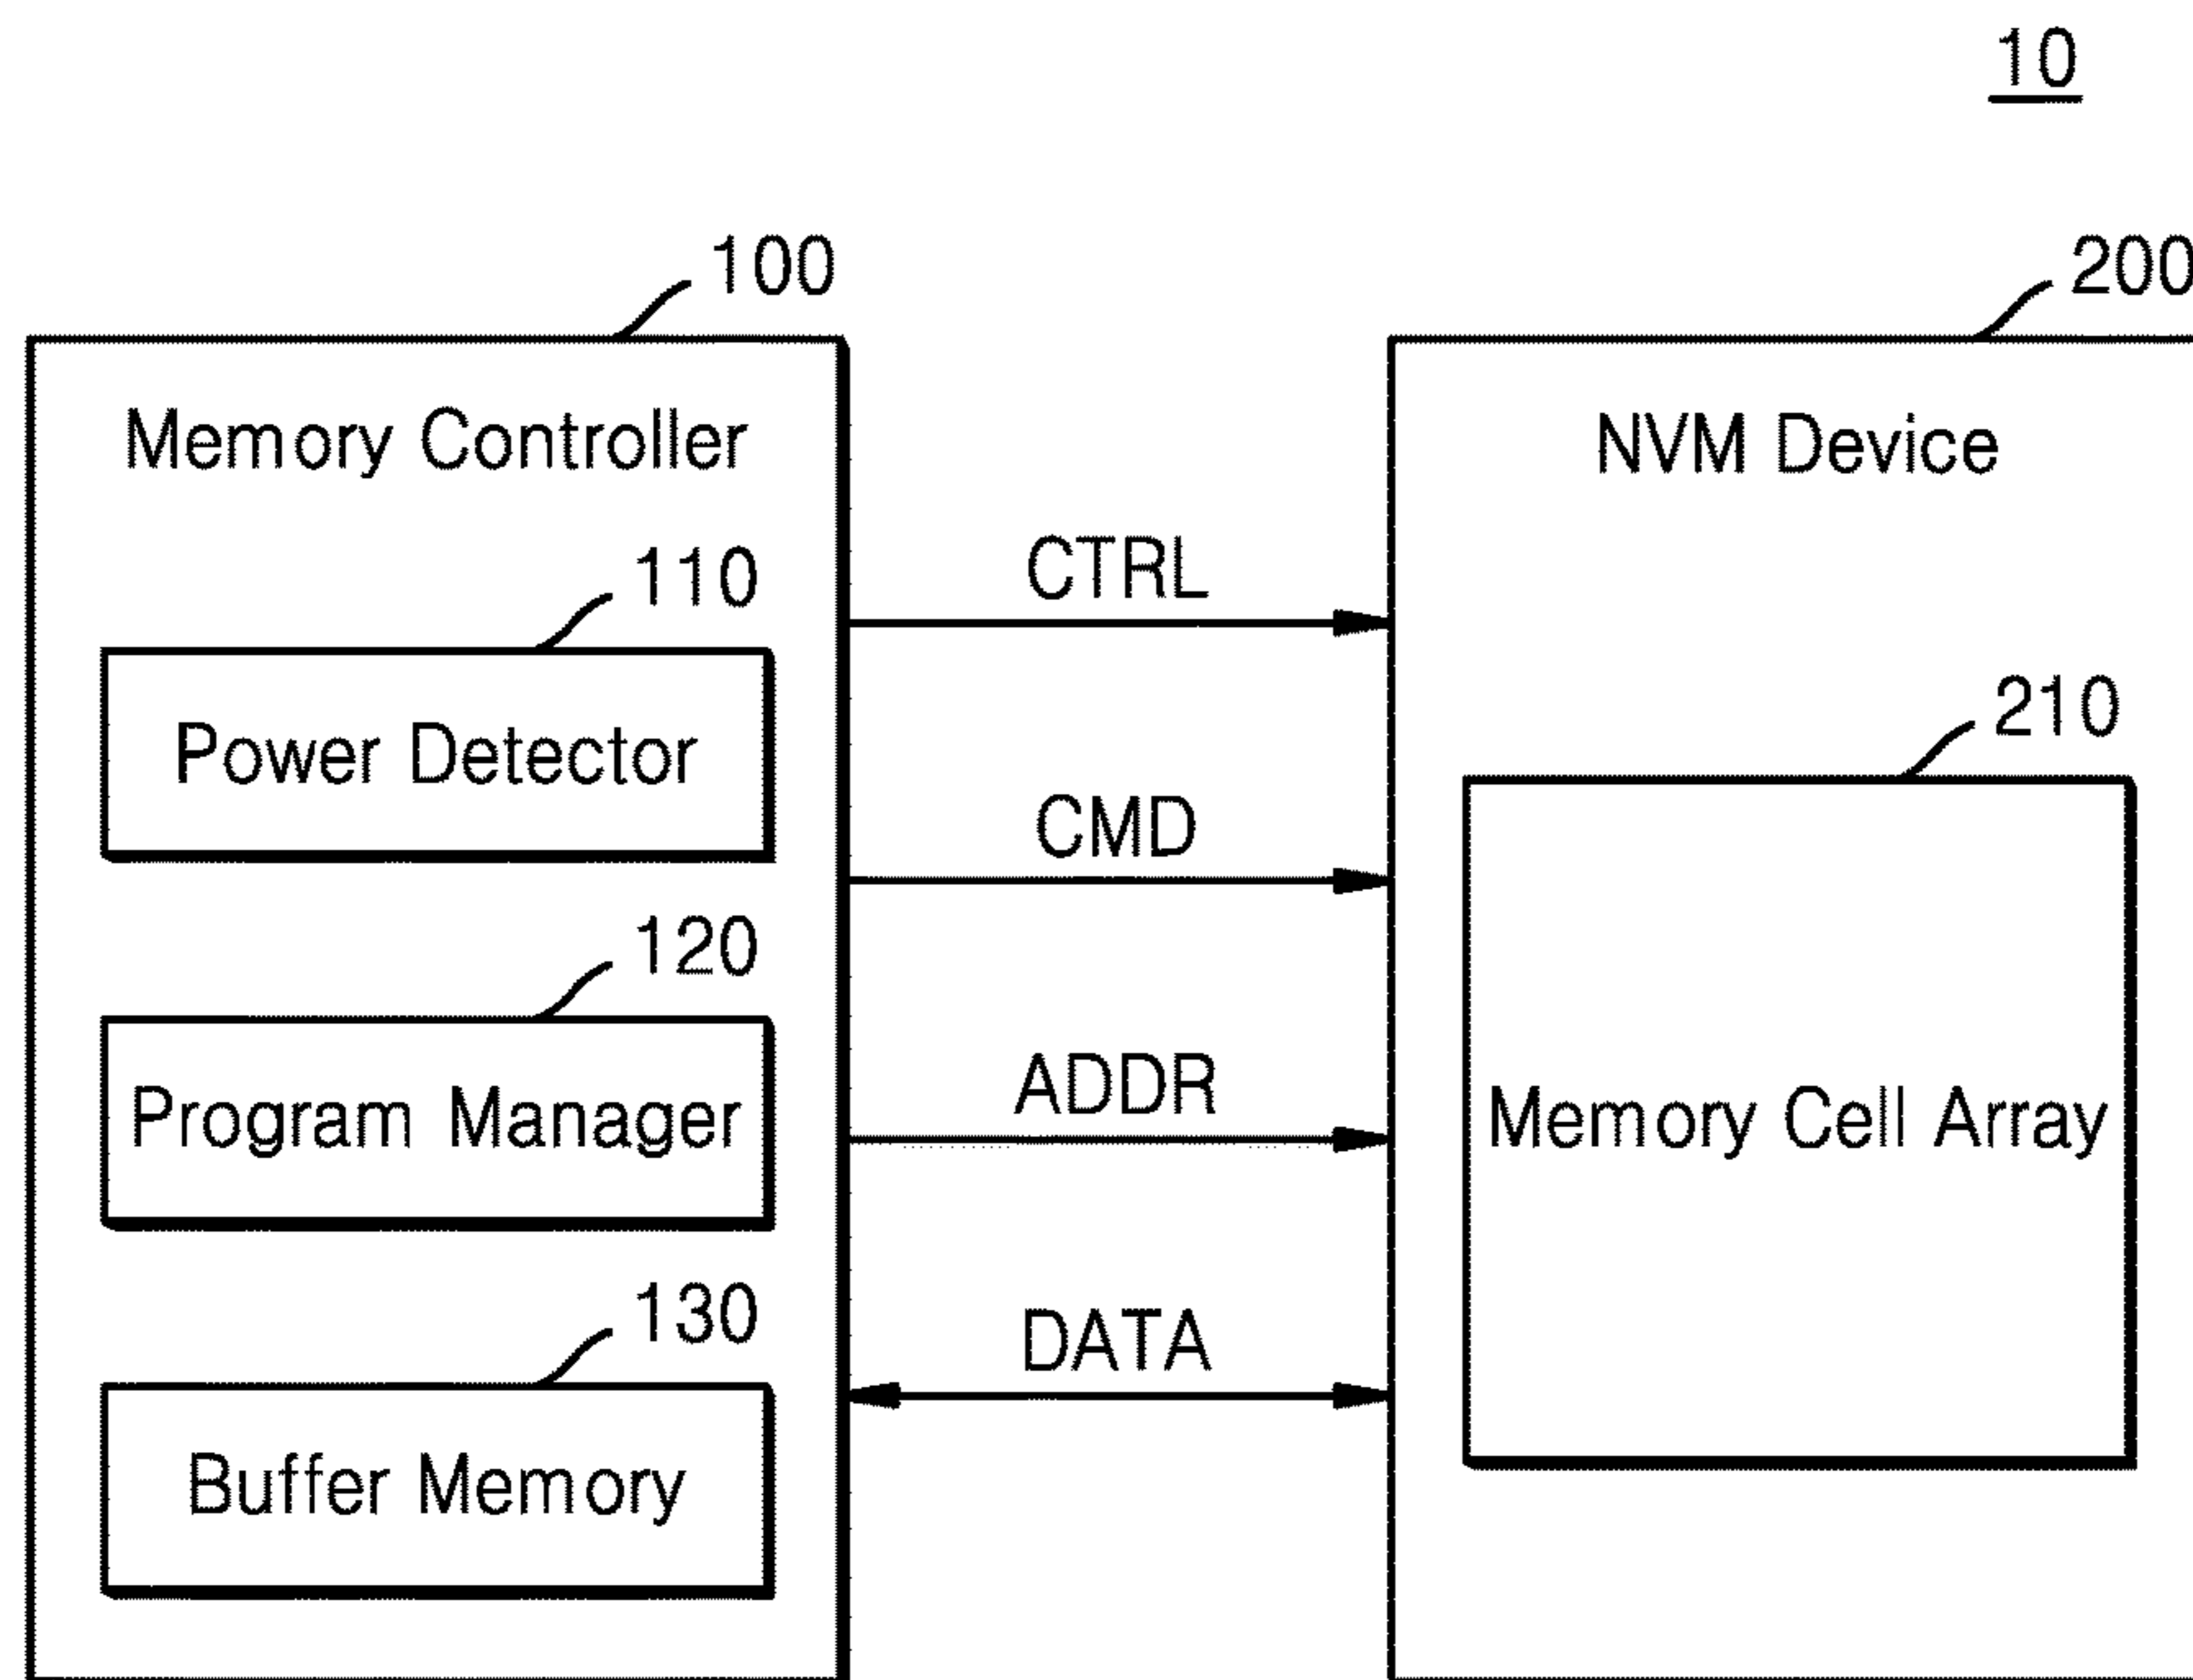 10
100
200
Memory Controller
NVM Device
110
CTRL
Power Detector
210
CMD
120
ADDR
Program Manager
Memory Cell Array
130
DATA
Buffer Memory